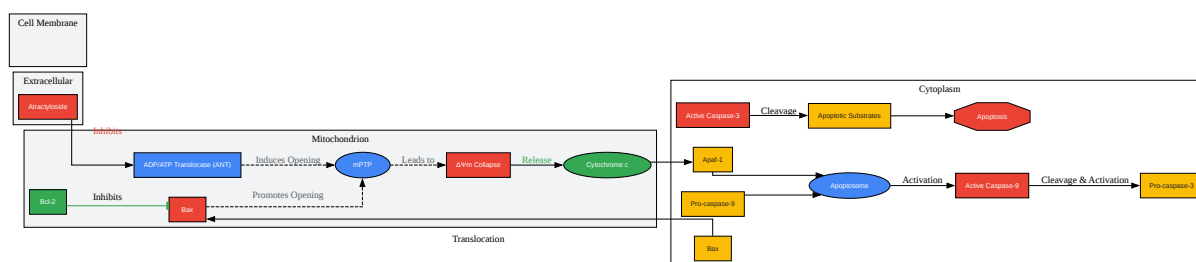 Cell Membrane
Extracellular
Atractyloside
Inhibits
Mitochondrion
ADP/ATP Translocase (ANT)
Induces Opening
mPTP
Leads to
ΔΨm Collapse
Release
Cytochrome c
Bcl-2
Inhibits
Bax
Promotes Opening
Translocation
Cytoplasm
Active Caspase-3
Cleavage
Apoptotic Substrates
Apoptosis
Apaf-1
Pro-caspase-9
Apoptosome
Activation
Active Caspase-9
Cleavage & Activation
Pro-caspase-3
Bax